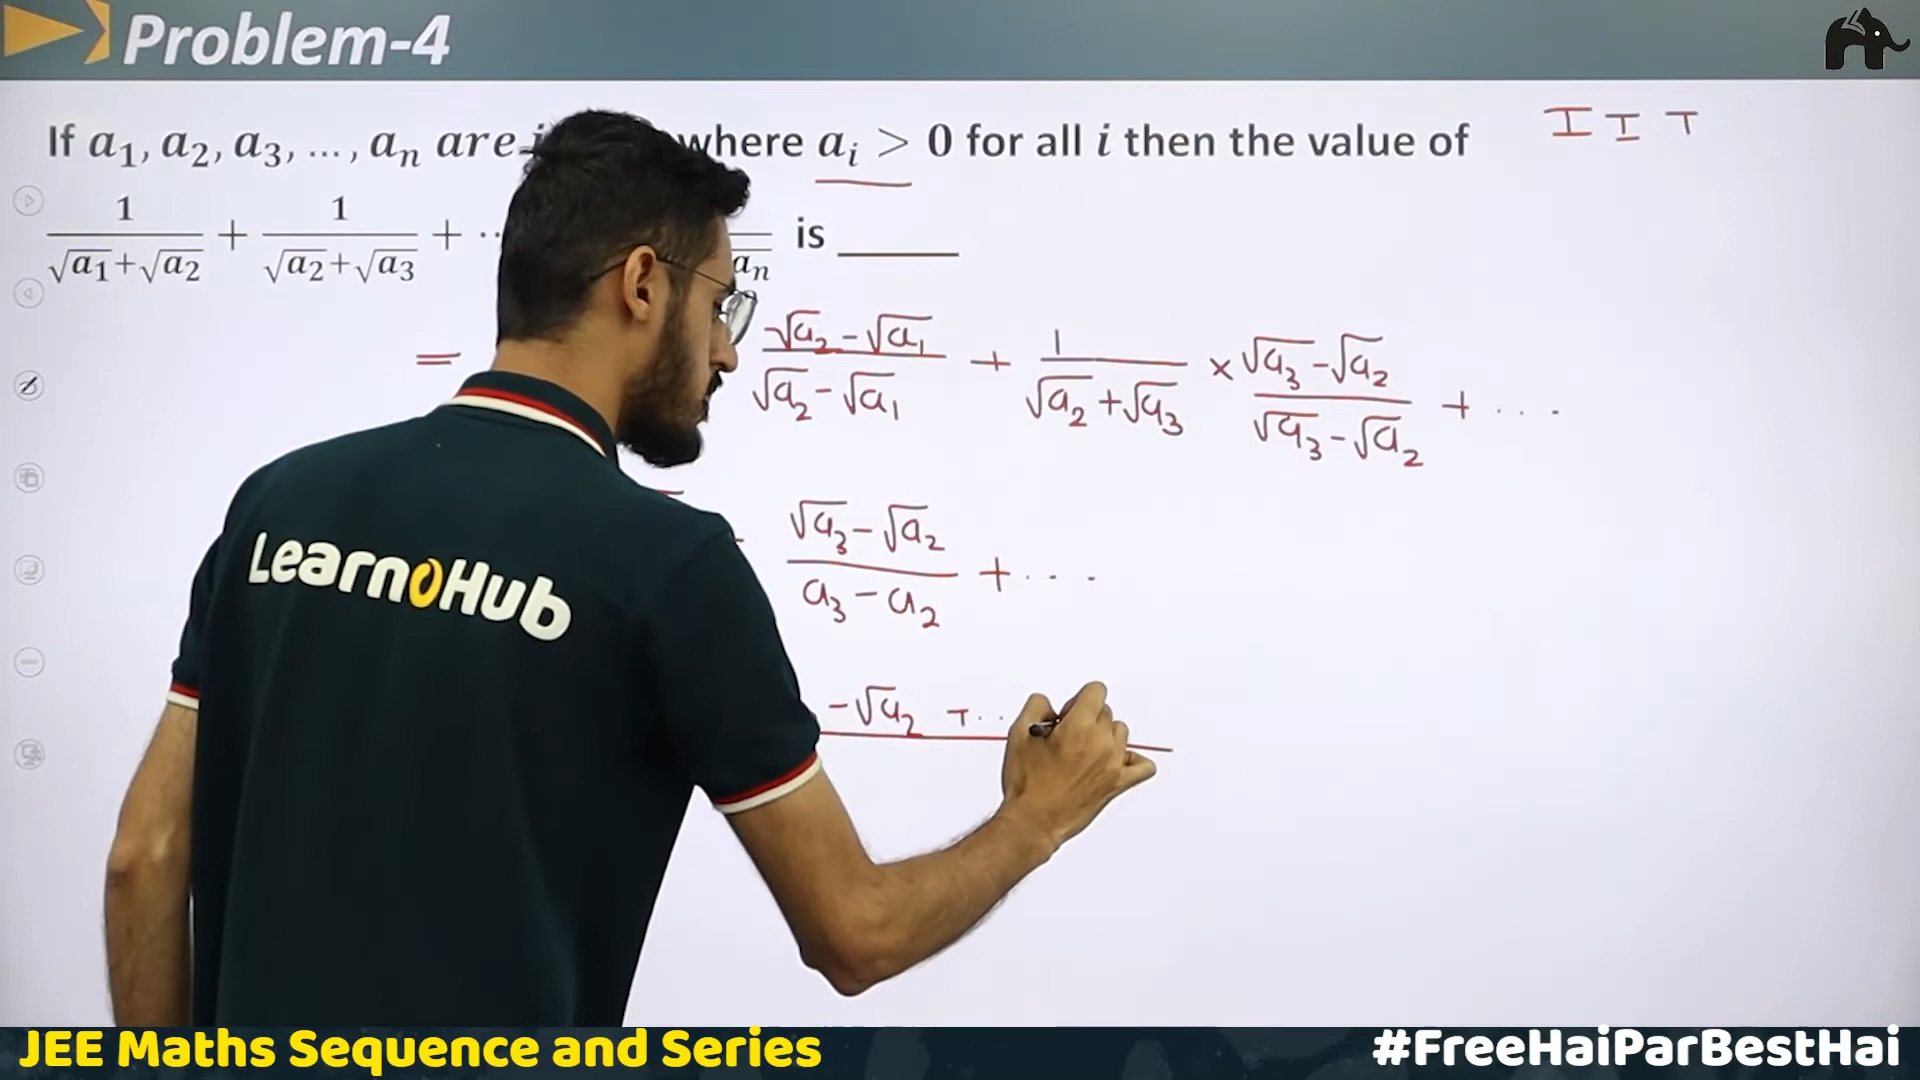 Problem-4
If a₁, a₂, a₃, ..., aₙ are where aᵢ > 0 for all i then the value of
I I T
1/(√a₁+√a₂) + 1/(√a₂+√a₃) + ·· aₙ is ____
= (√a₂-√a₁)/(√a₂-√a₁) + 1/(√a₂+√a₃) × (√a₃-√a₂)/(√a₃-√a₂) + ...
(√a₃-√a₂)/(a₃-a₂) + ....
-√a₂ + ..
LearnoHub
JEE Maths Sequence and Series
#FreeHaiParBestHai